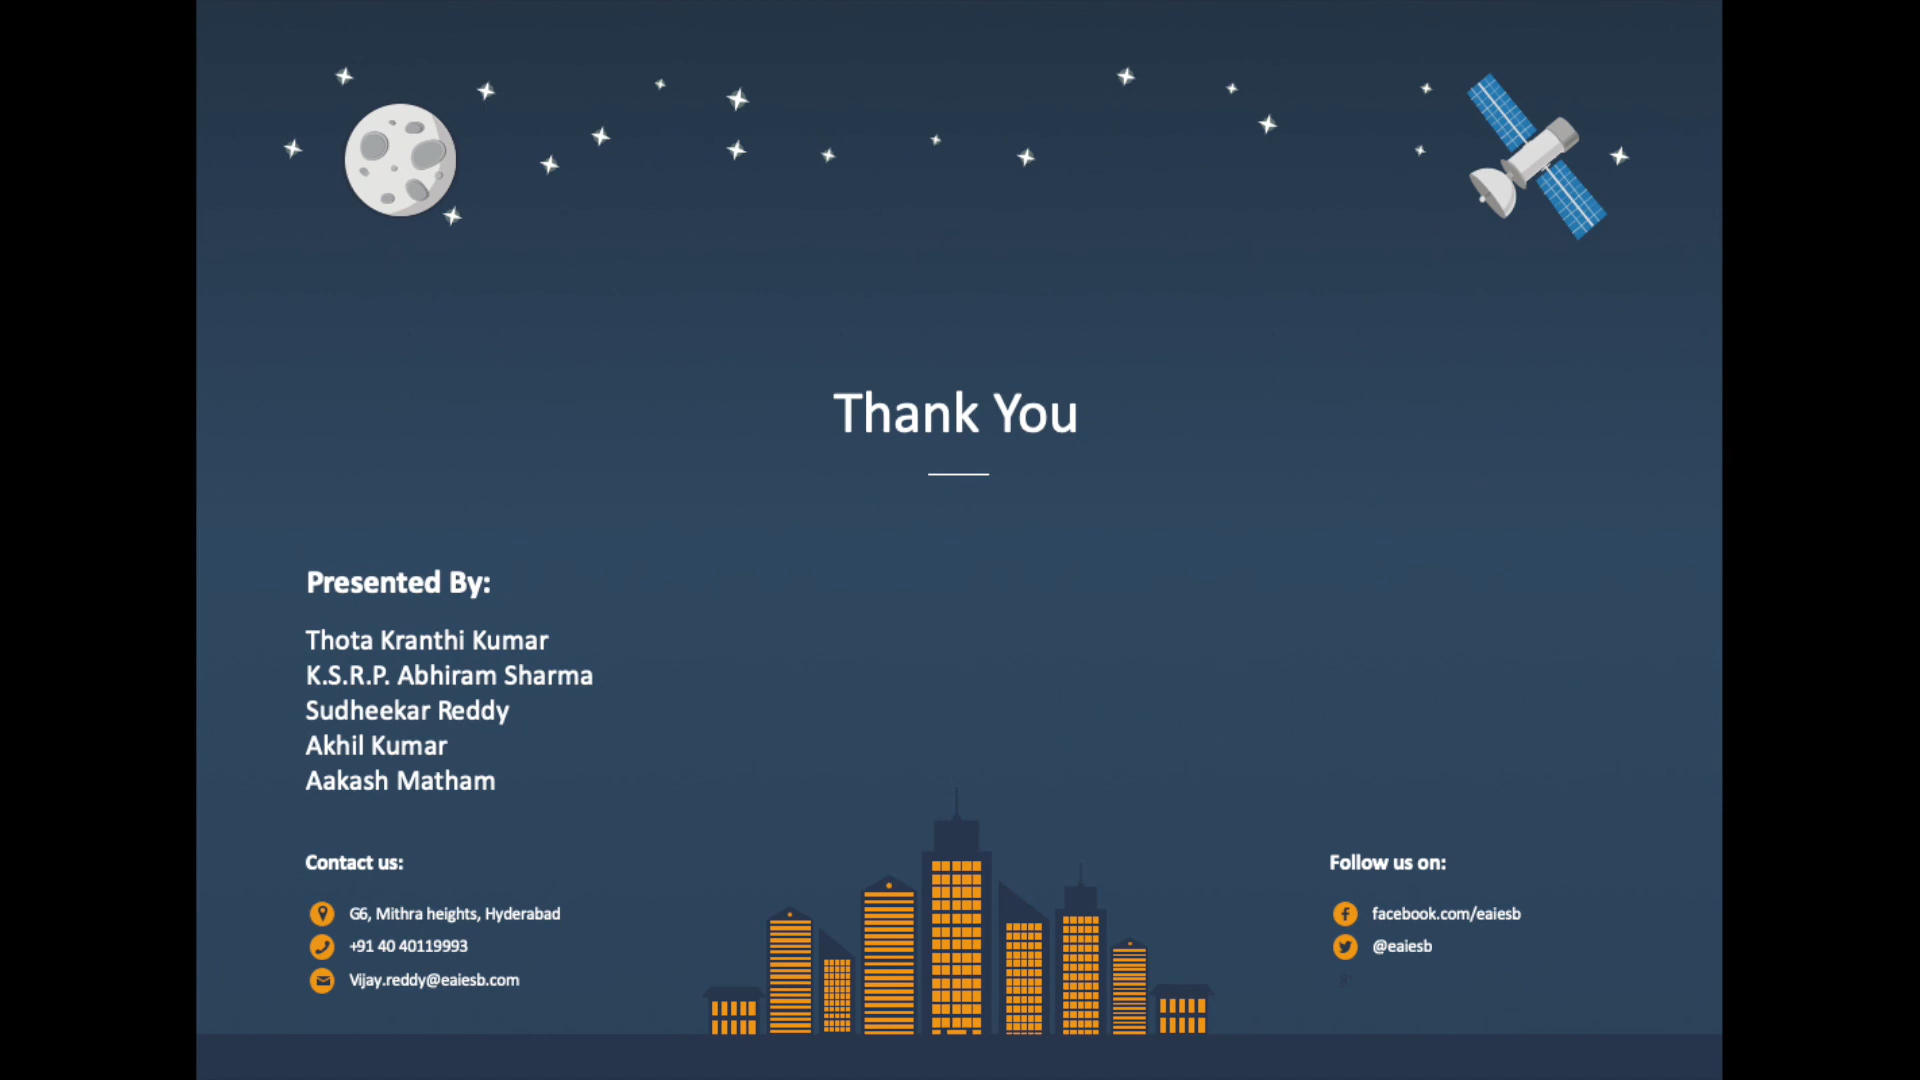 Thank You
Presented By:
Thota Kranthi Kumar
K.S.R.P. Abhiram Sharma
Sudheekar Reddy
Akhil Kumar
Aakash Matham
Contact us:
G6, Mithra heights, Hyderabad
+91 40 40119993
Vijay.reddy@eaiesb.com
Follow us on:
facebook.com/eaiesb
@eaiesb